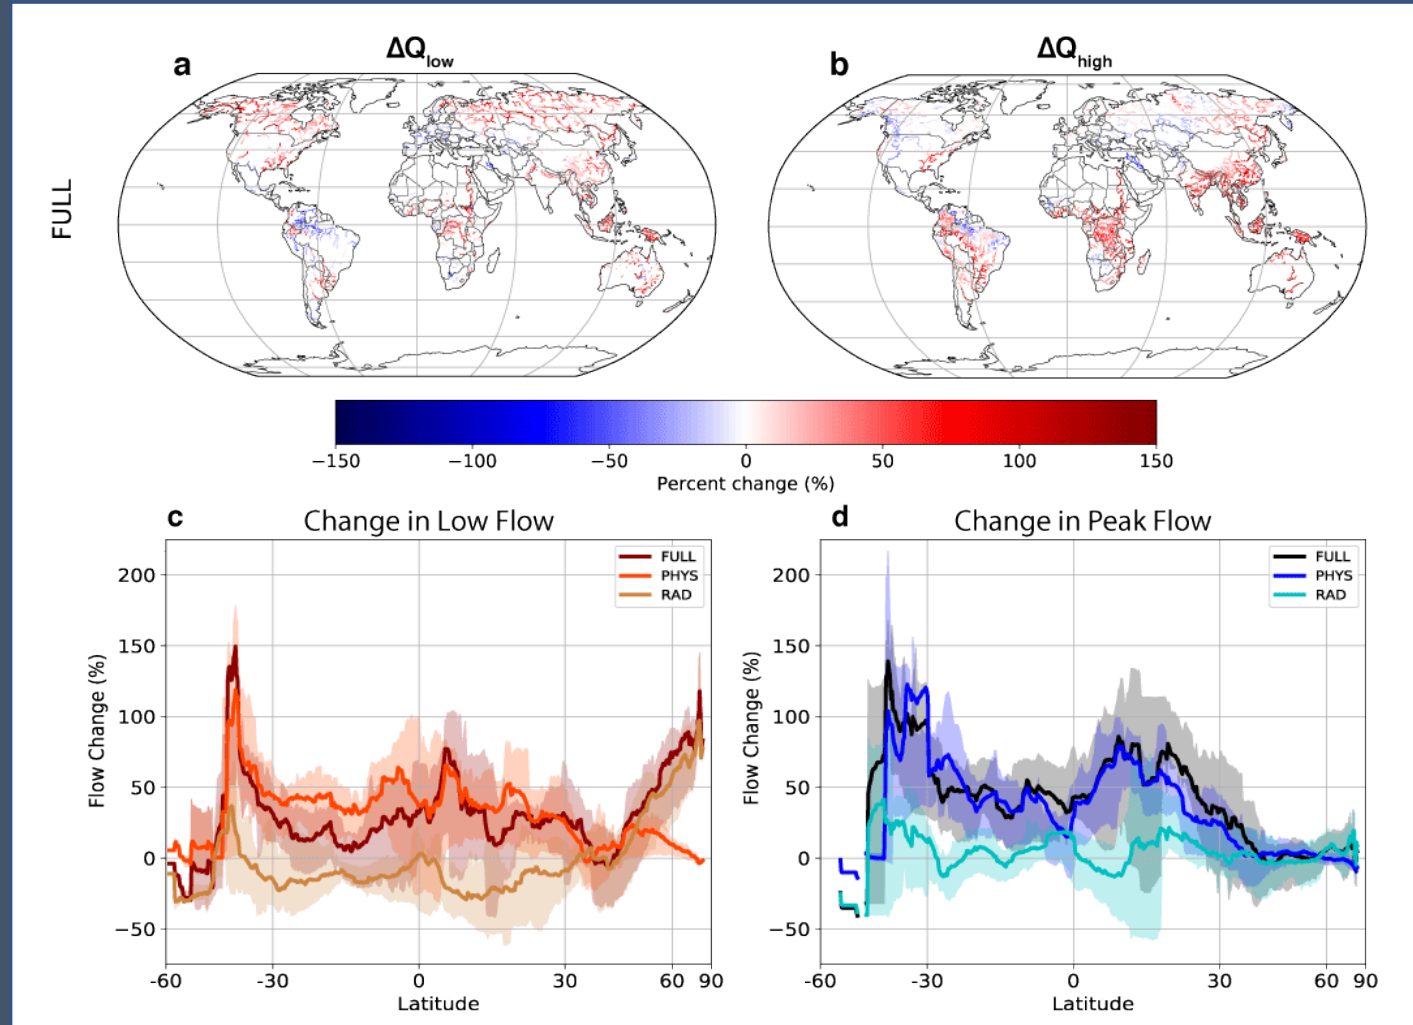 a
ΔQlow
b
ΔQhigh
FULL
−150 −100 −50 0 50 100 150
Percent change (%)
c
Change in Low Flow
d
Change in Peak Flow
FULL
PHYS
RAD
200
150
100
50
0
−50
Flow Change (%)
-60 -30 0 30 60 90
Latitude
FULL
PHYS
RAD
200
150
100
50
0
−50
Flow Change (%)
-60 -30 0 30 60 90
Latitude